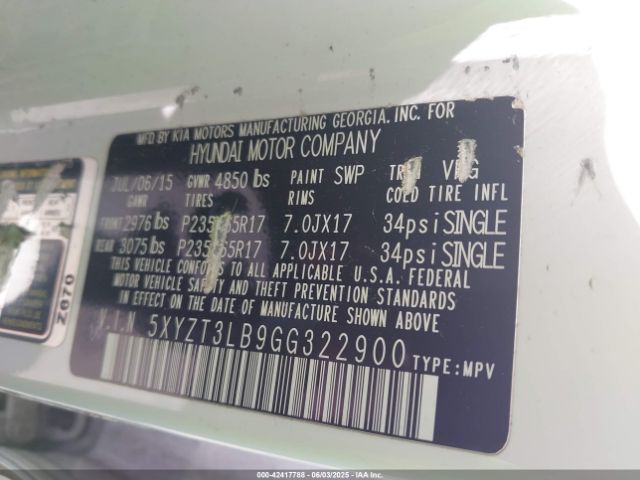 MFD BY KIA MOTORS MANUFACTURING GEORGIA. INC. FOR
HYUNDAI MOTOR COMPANY
JUL/06/15 GVWR 4850 lbs PAINT SWP
GAWR TIRES RIMS COLD TIRE INFL
FRONT 2976 lbs 7.0JX17 34psi SINGLE
REAR 3075 lbs 7.0JX17 34psi SINGLE
THIS VEHICLE CONFORMS TO ALL APPLICABLE U.S.A. FEDERAL
MOTOR VEHICLE SAFETY AND THEFT PREVENTION STANDARDS
IN EFFECT ON THE DATE OF MANUFACTURE SHOWN ABOVE.
V.I.N 5XYZT3LB9GG322900 TYPE:MPV
Z070
000-42417788 - 06/03/2025 - IAAI.COM